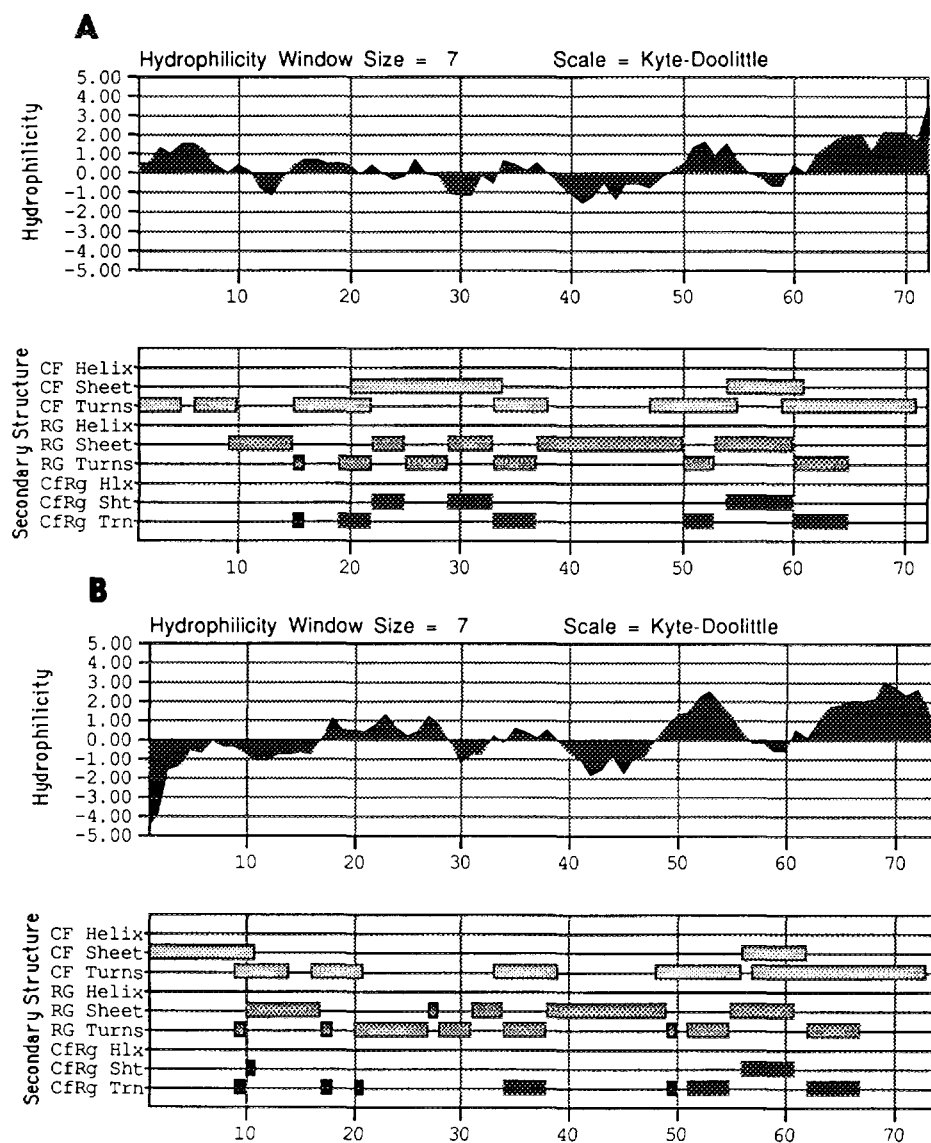 A
Hydrophilicity Window Size = 7 Scale = Kyte-Doolittle
Hydrophilicity
5.00
4.00
3.00
2.00
1.00
0.00
-1.00
-2.00
-3.00
-4.00
-5.00
10 20 30 40 50 60 70
Secondary Structure
CF Helix
CF Sheet
CF Turns
RG Helix
RG Sheet
RG Turns
CfRg Hlx
CfRg Sht
CfRg Trn
10 20 30 40 50 60 70
B
Hydrophilicity Window Size = 7 Scale = Kyte-Doolittle
Hydrophilicity
5.00
4.00
3.00
2.00
1.00
0.00
-1.00
-2.00
-3.00
-4.00
-5.00
10 20 30 40 50 60 70
Secondary Structure
CF Helix
CF Sheet
CF Turns
RG Helix
RG Sheet
RG Turns
CfRg Hlx
CfRg Sht
CfRg Trn
10 20 30 40 50 60 70